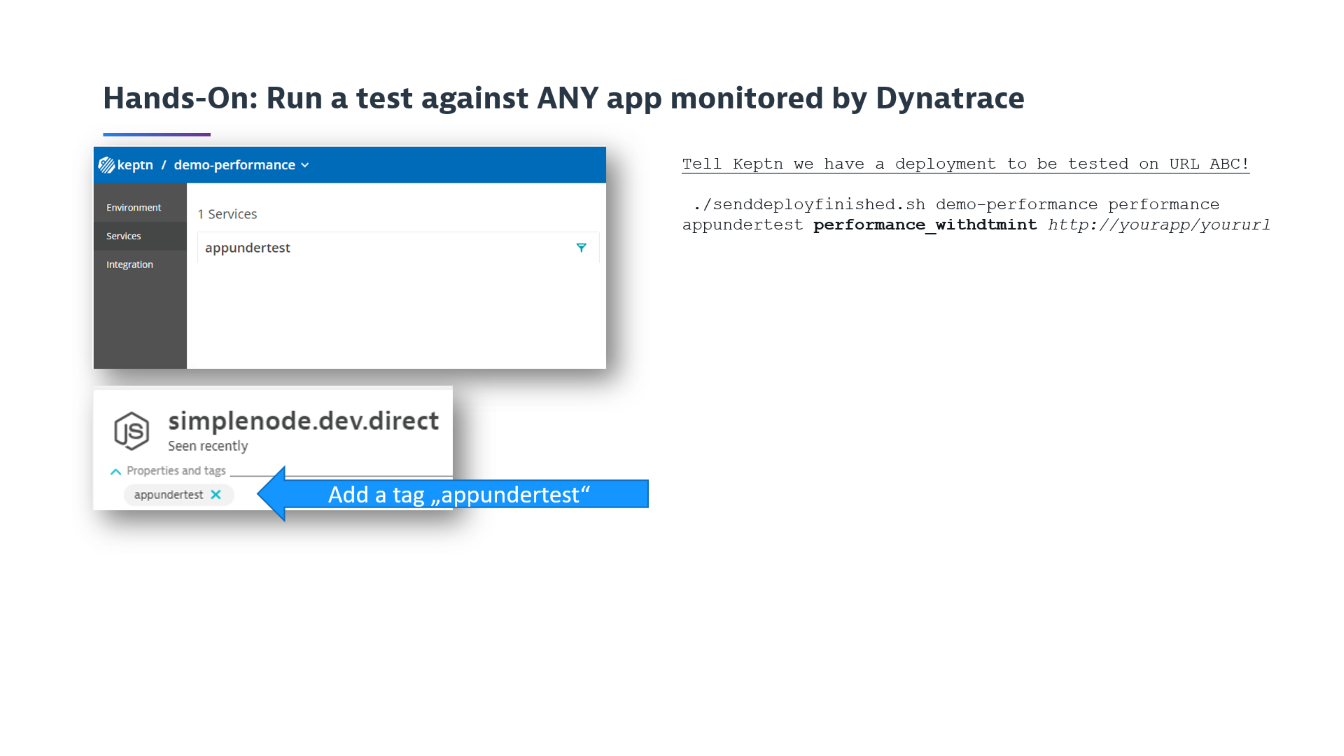 Hands-On: Run a test against ANY app monitored by Dynatrace
keptn / demo-performance
Environment
Services
Integration
1 Services
appundertest
JS
simplenode.dev.direct
Seen recently
Properties and tags
appundertest
Add a tag „appundertest“
Tell Keptn we have a deployment to be tested on URL ABC!
./senddeployfinished.sh demo-performance performance
appundertest performance_withdtmint http://yourapp/yoururl